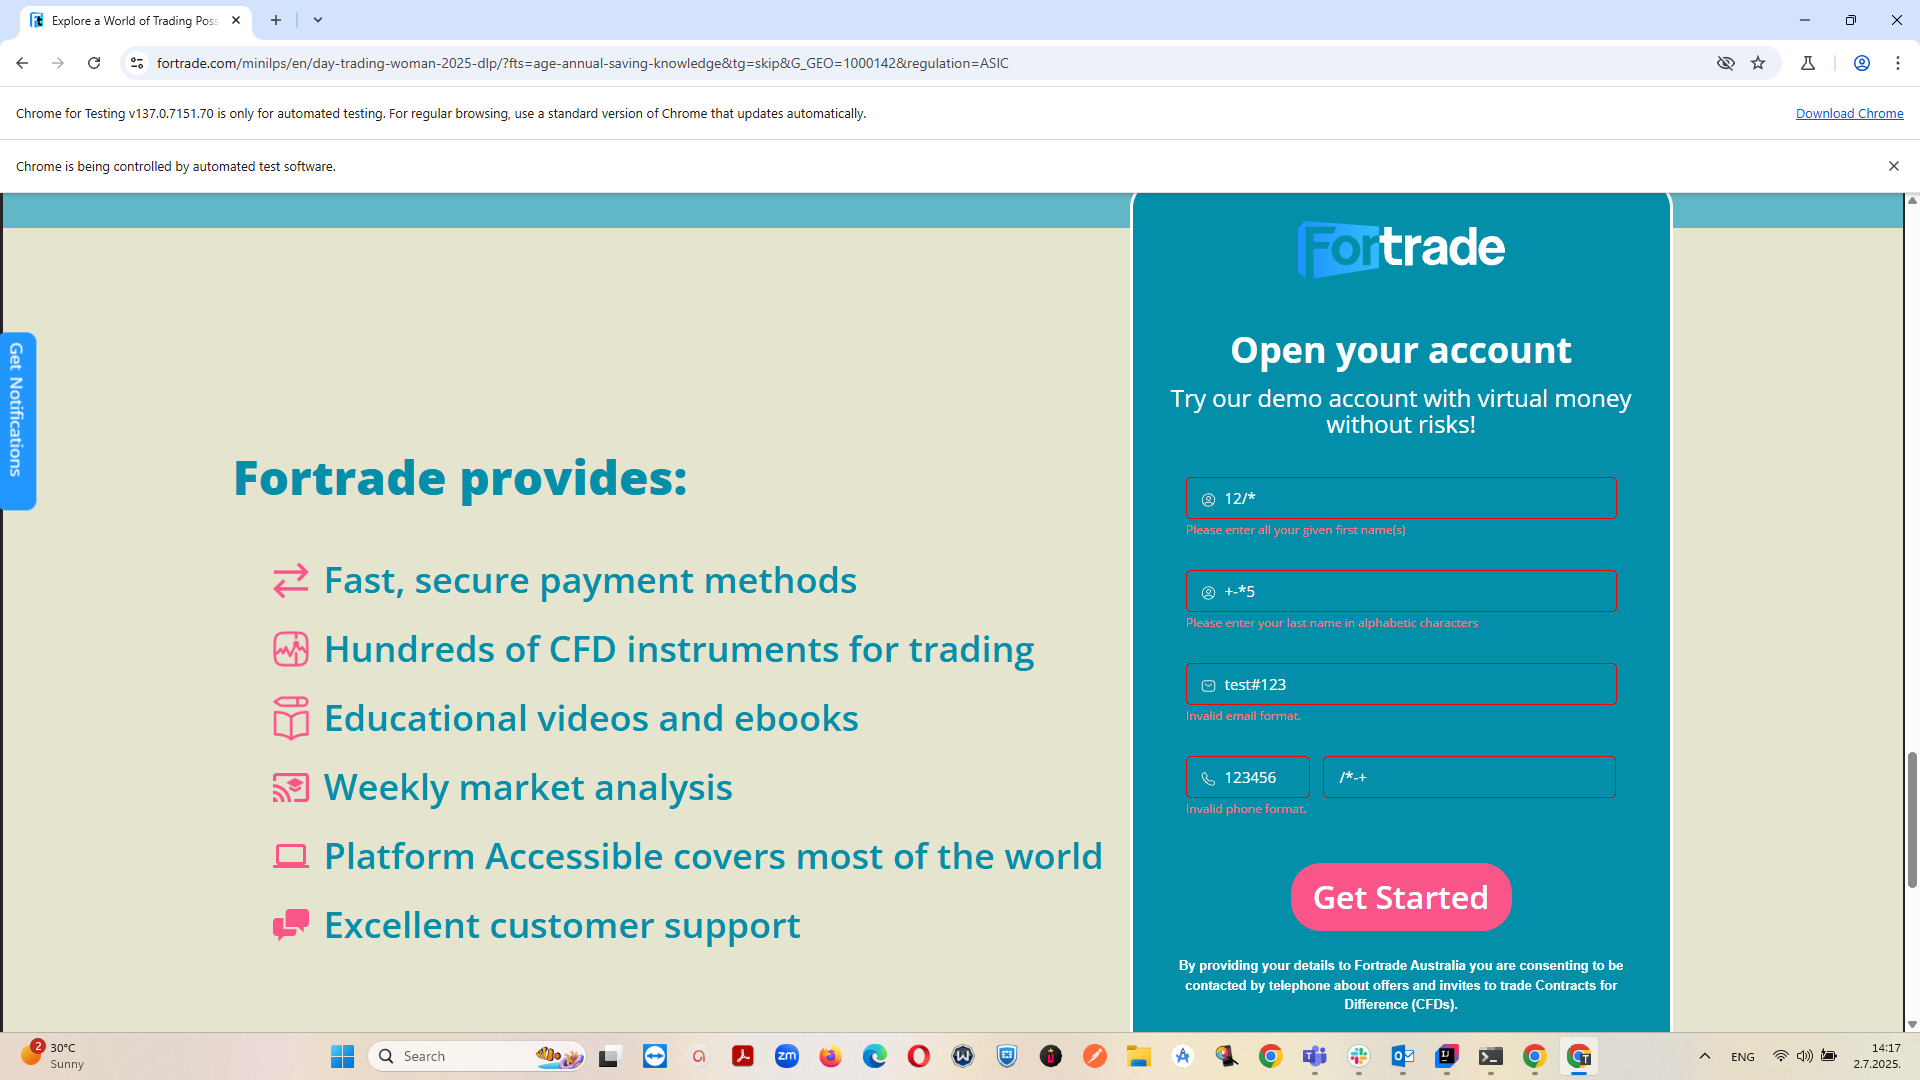 Explore a World of Trading Poss
fortrade.com/minilps/en/day-trading-woman-2025-dlp/?fts=age-annual-saving-knowledge&tg=skip&G_GEO=1000142&regulation=ASIC
Chrome for Testing v137.0.7151.70 is only for automated testing. For regular browsing, use a standard version of Chrome that updates automatically.
Download Chrome
Chrome is being controlled by automated test software.
Get Notifications
Fortrade provides:
Fast, secure payment methods
Hundreds of CFD instruments for trading
Educational videos and ebooks
Weekly market analysis
Platform Accessible covers most of the world
Excellent customer support
Fortrade
Open your account
Try our demo account with virtual money
without risks!
12/*
Please enter all your given first name(s)
+-*5
Please enter your last name in alphabetic characters
test#123
Invalid email format.
123456
/*-+
Invalid phone format.
Get Started
By providing your details to Fortrade Australia you are consenting to be
contacted by telephone about offers and invites to trade Contracts for
Difference (CFDs).
2
30°C
Sunny
Search
zm
ENG
14:17
2.7.2025.